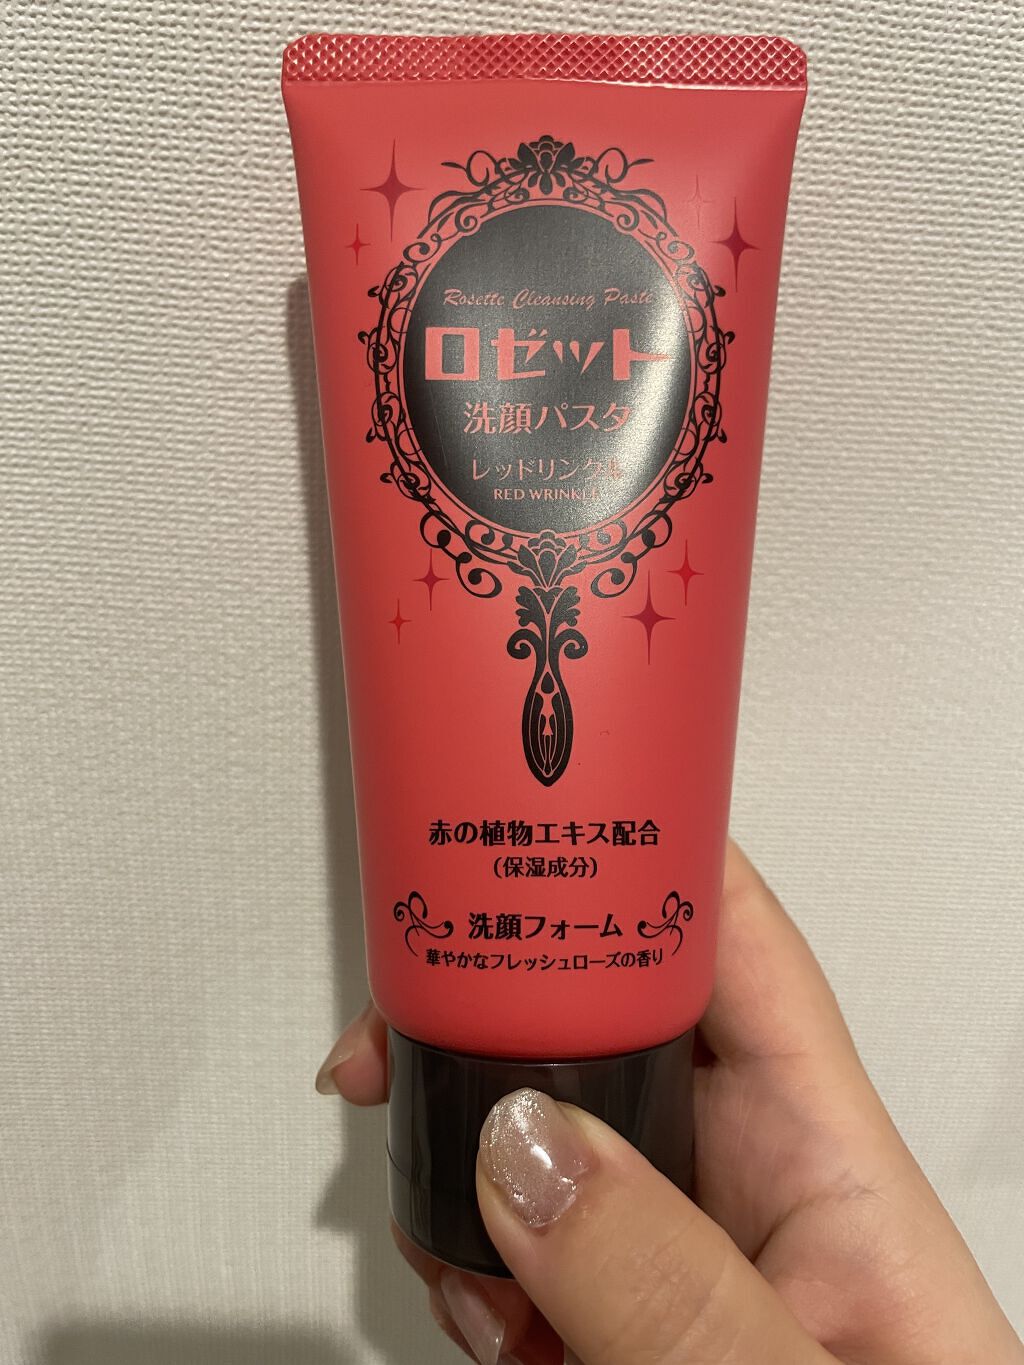 Rosette Cleansing Paste
ロゼット
洗顔パスタ
レッドリンクル
RED WRINKLE
赤の植物エキス配合
(保湿成分)
洗顔フォーム
華やかなフレッシュローズの香り